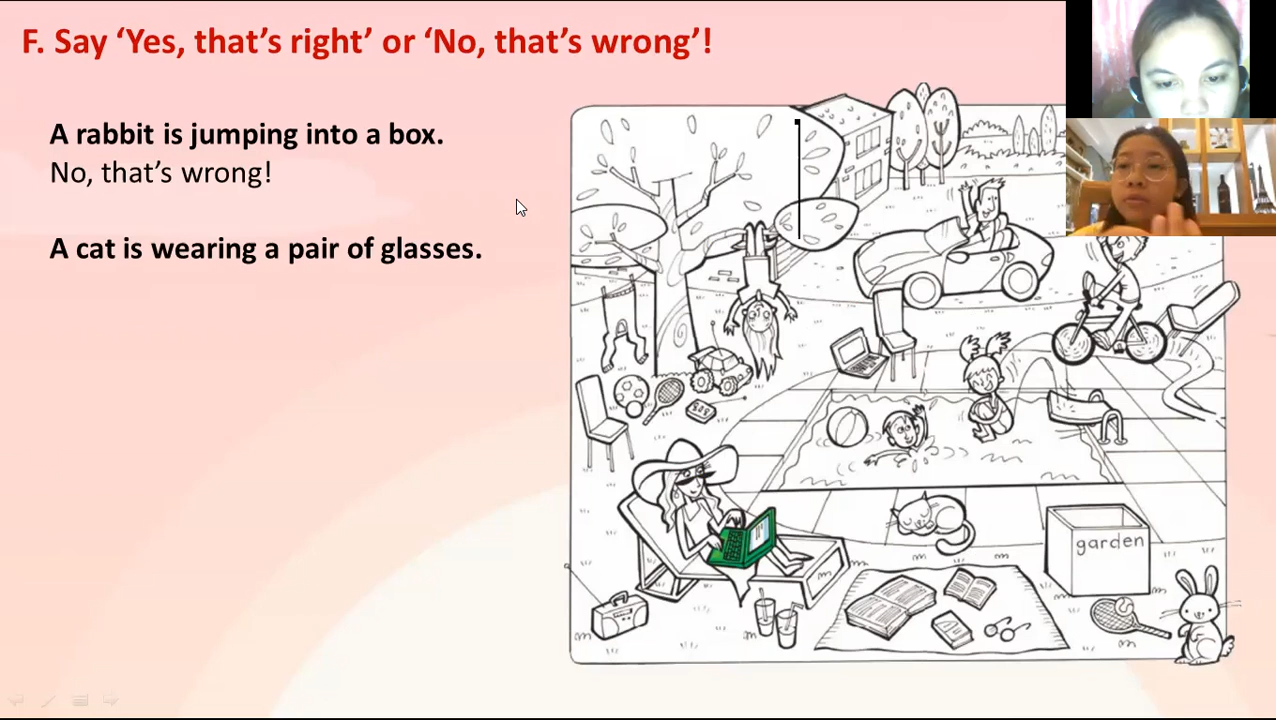 F. Say ‘Yes, that’s right’ or ‘No, that’s wrong’!
A rabbit is jumping into a box.
No, that’s wrong!
A cat is wearing a pair of glasses.
garden